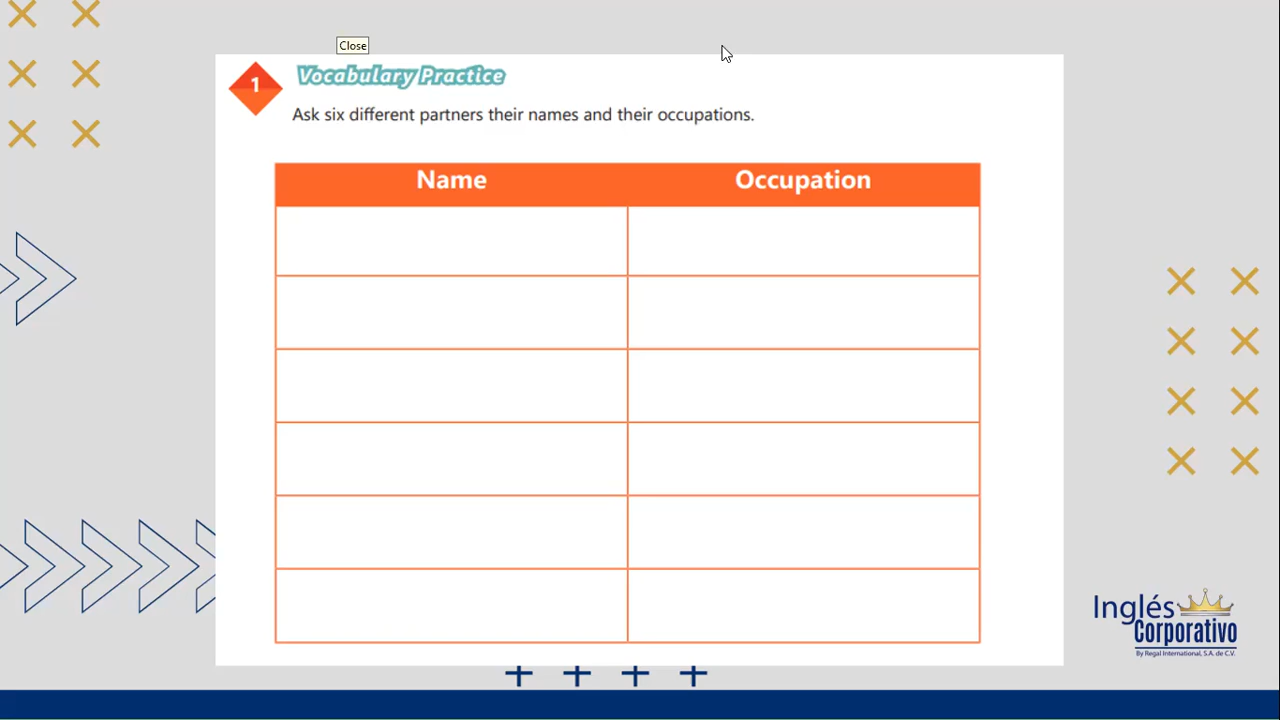 Close
1
Vocabulary Practice
Ask six different partners their names and their occupations.
Name Occupation
Inglés
Corporativo
By Regal International, S.A. de C.V.